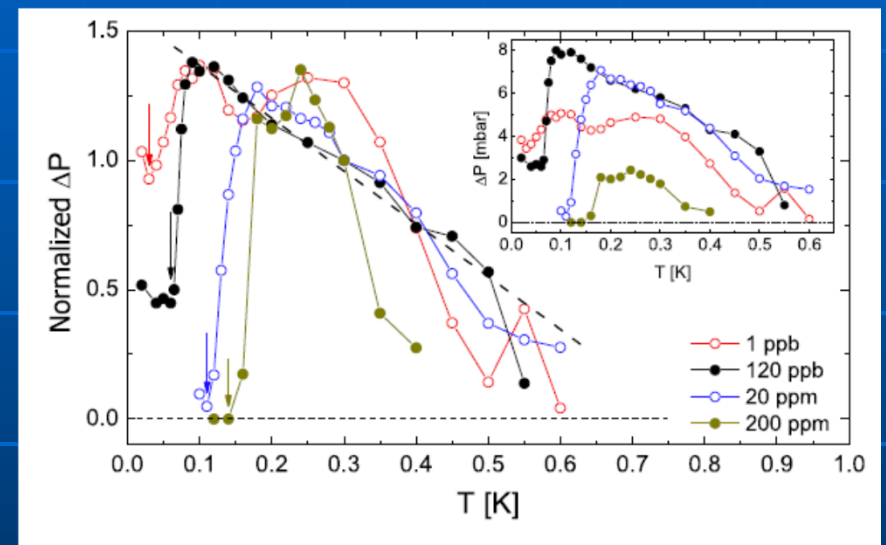 1.5
1.0
0.5
0.0
Normalized ΔP
0.0 0.1 0.2 0.3 0.4 0.5 0.6 0.7 0.8 0.9 1.0
T [K]
8
6
4
2
0
ΔP [mbar]
0.0 0.1 0.2 0.3 0.4 0.5 0.6
T [K]
1 ppb
120 ppb
20 ppm
200 ppm